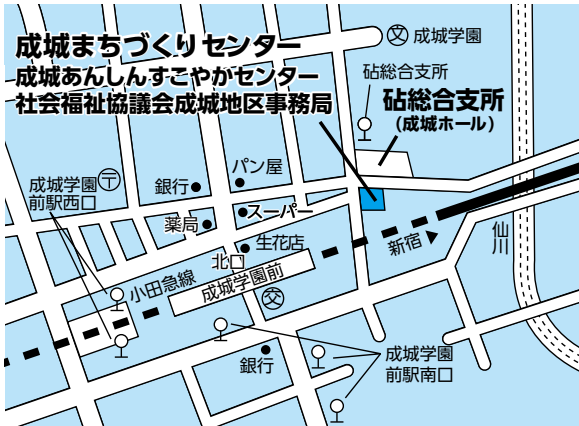 成城まちづくりセンター
成城あんしんすこやかセンター
社会福祉協議会成城地区事務局
文
成城学園
砧総合支所
砧総合支所
(成城ホール)
成城学園
前駅西口
〒
銀行
パン屋
薬局
スーパー
生花店
北口
小田急線
成城学園前
交
新宿
仙川
銀行
成城学園
前駅南口